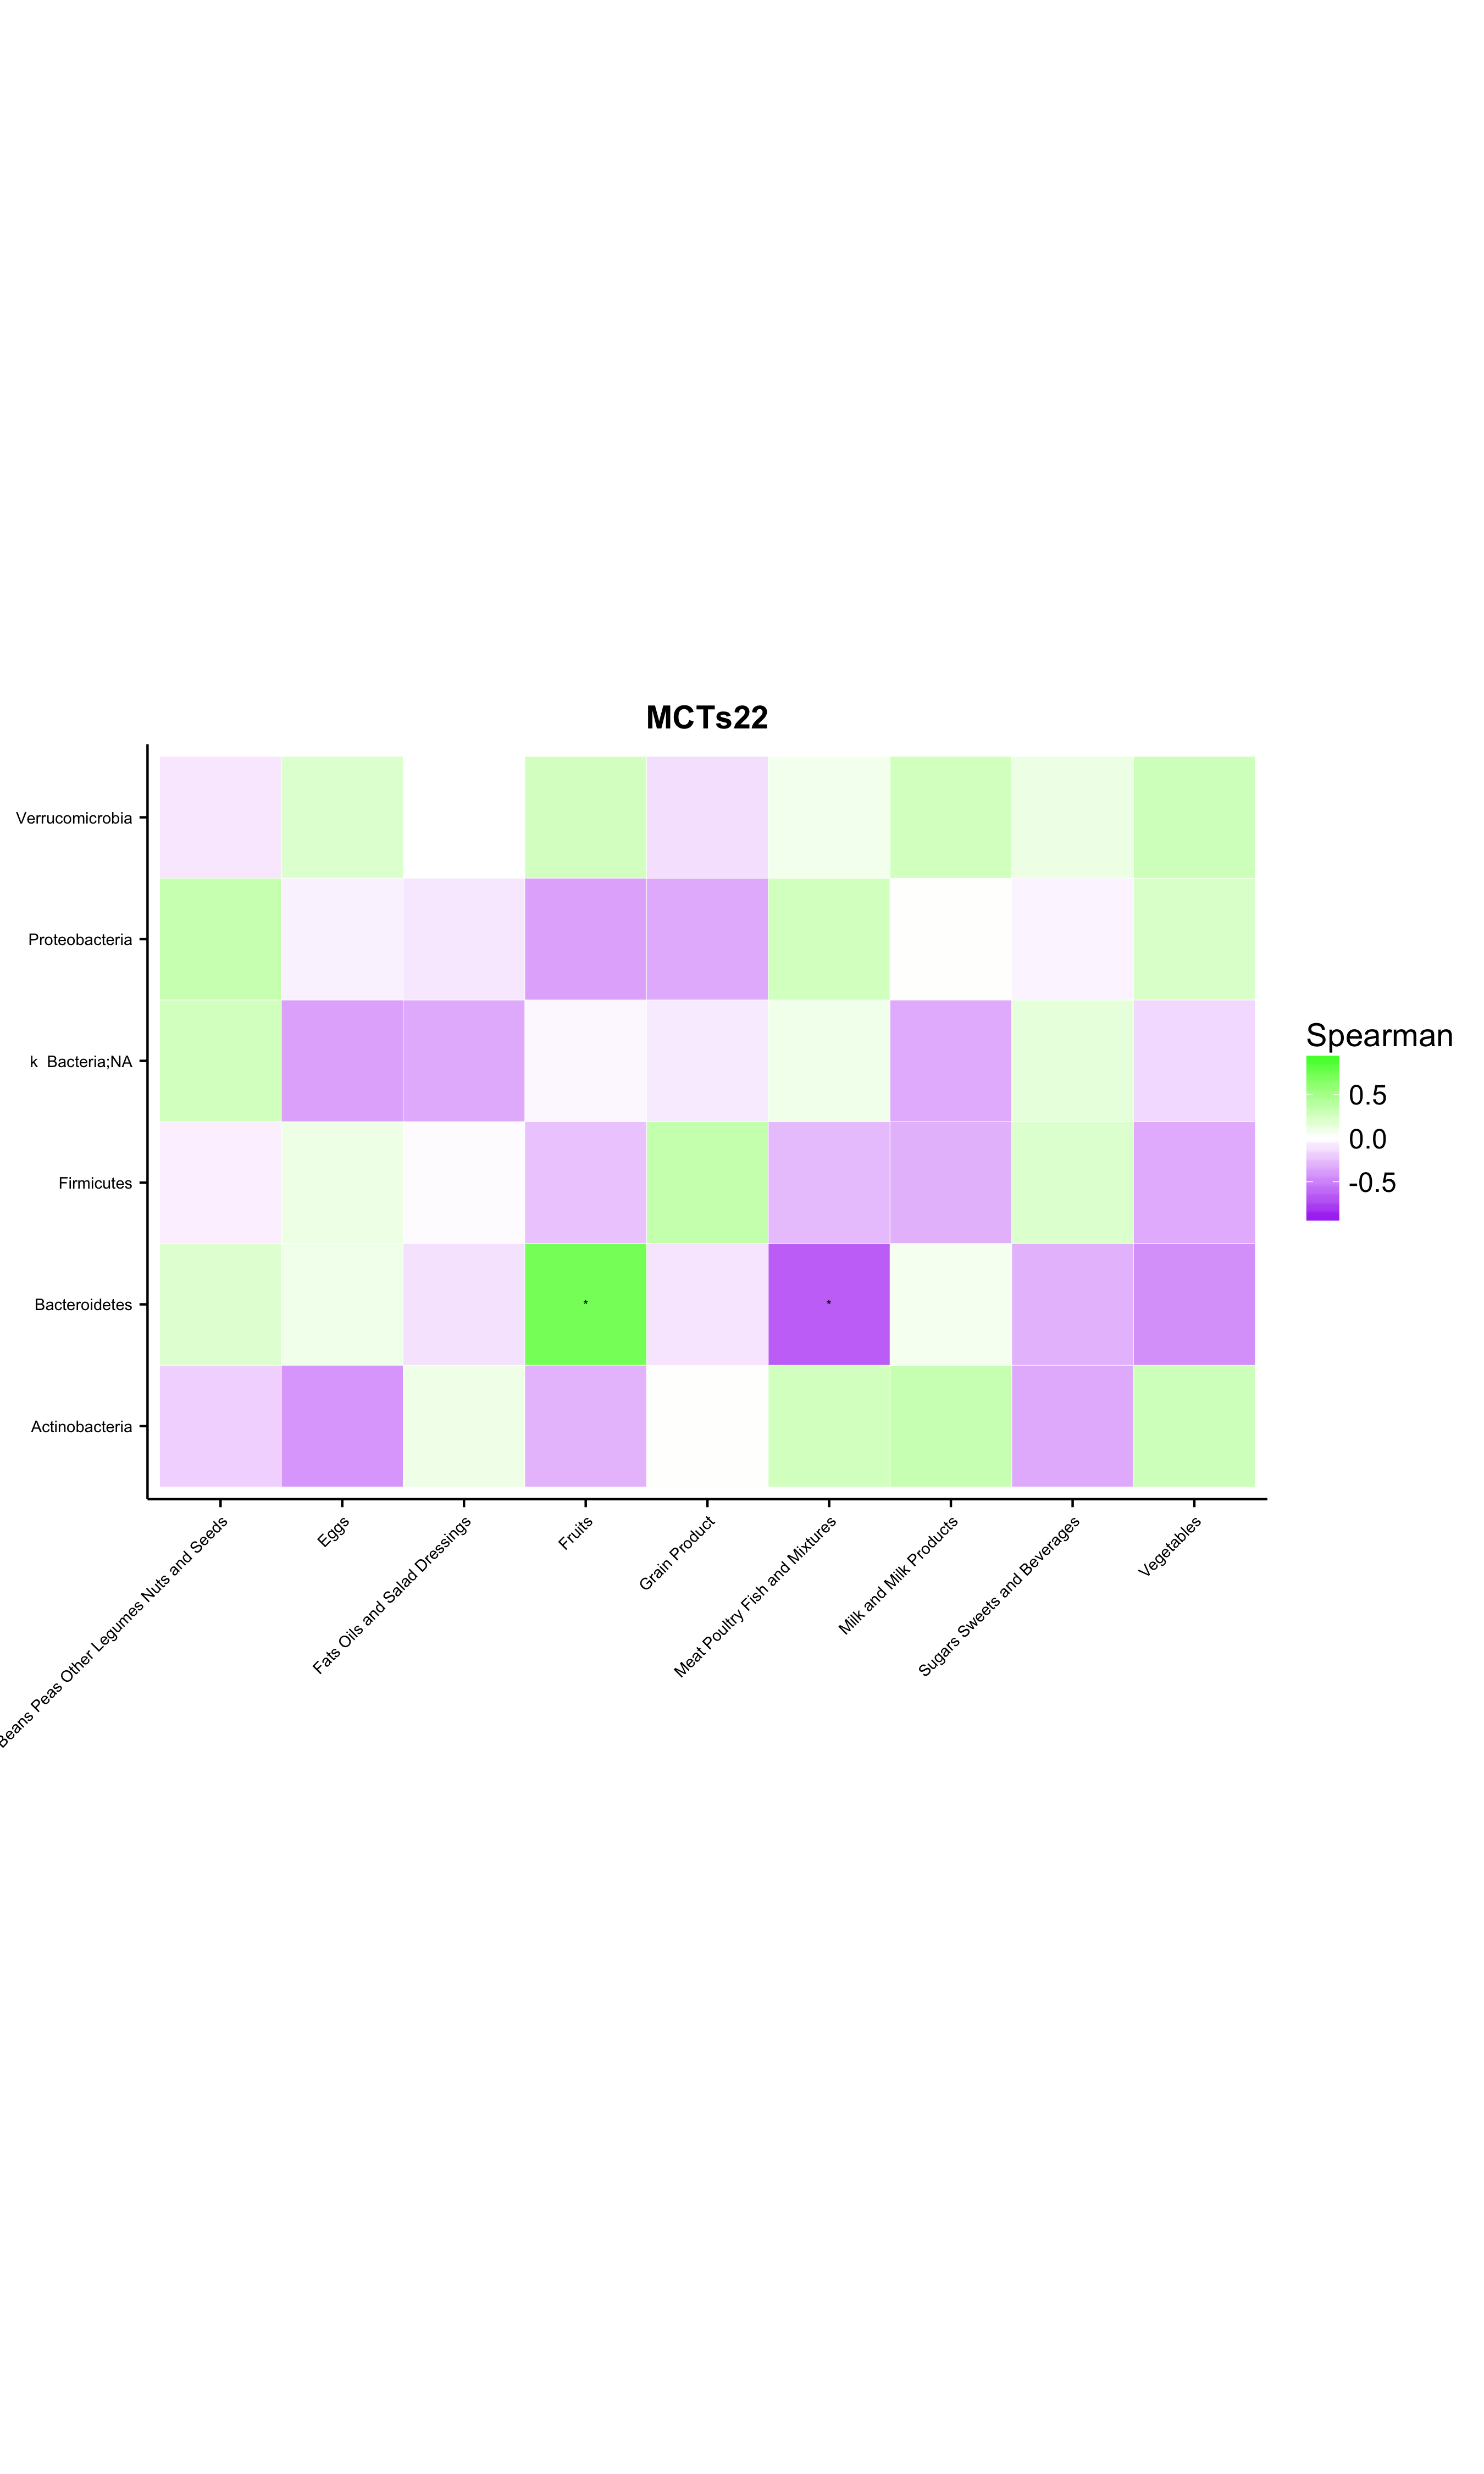 MCTs22
Verrucomicrobia
Proteobacteria
k Bacteria;NA
Firmicutes
Bacteroidetes
Actinobacteria
*
*
Beans Peas Other Legumes Nuts and Seeds
Eggs
Fats Oils and Salad Dressings
Fruits
Grain Product
Meat Poultry Fish and Mixtures
Milk and Milk Products
Sugars Sweets and Beverages
Vegetables
Spearman
0.5
0.0
-0.5